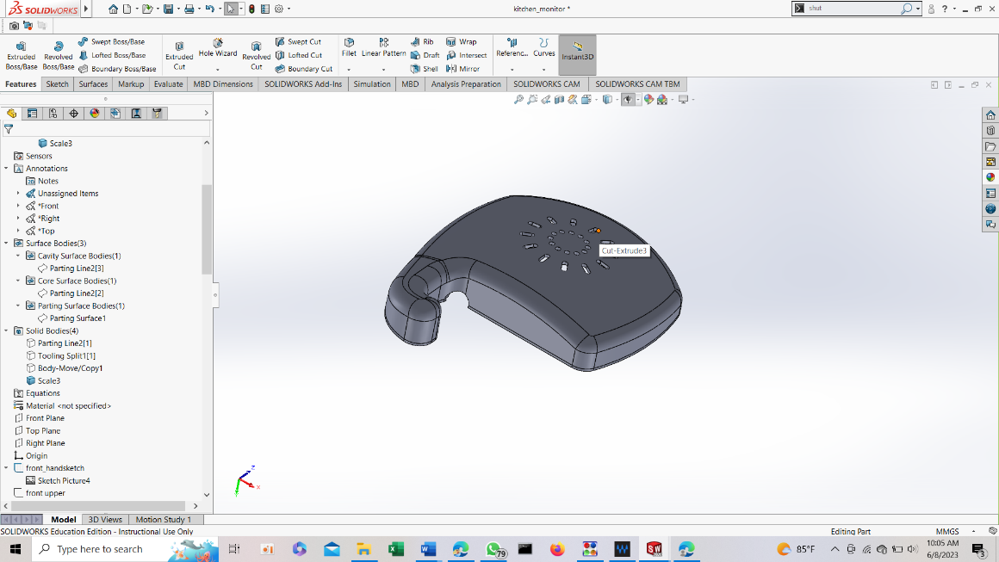 SOLIDWORKS
kitchen_monitor *
shut
Extruded Boss/Base
Revolved Boss/Base
Swept Boss/Base
Lofted Boss/Base
Boundary Boss/Base
Extruded Cut
Hole Wizard
Revolved Cut
Swept Cut
Lofted Cut
Boundary Cut
Fillet
Linear Pattern
Rib
Draft
Shell
Wrap
Intersect
Mirror
Referenc...
Curves
Instant3D
Features
Sketch
Surfaces
Markup
Evaluate
MBD Dimensions
SOLIDWORKS Add-Ins
Simulation
MBD
Analysis Preparation
SOLIDWORKS CAM
SOLIDWORKS CAM TBM
Scale3
Sensors
Annotations
Notes
Unassigned Items
*Front
*Right
*Top
Surface Bodies(3)
Cavity Surface Bodies(1)
Parting Line2[3]
Core Surface Bodies(1)
Parting Line2[2]
Parting Surface Bodies(1)
Parting Surface1
Solid Bodies(4)
Parting Line2[1]
Tooling Split1[1]
Body-Move/Copy1
Scale3
Equations
Material <not specified>
Front Plane
Top Plane
Right Plane
Origin
front_handsketch
Sketch Picture4
front upper
Cut-Extrude3
Z
X
Y
Model
3D Views
Motion Study 1
SOLIDWORKS Education Edition - Instructional Use Only
Editing Part
MMGS
Type here to search
79
85°F
10:05 AM
6/8/2023
3